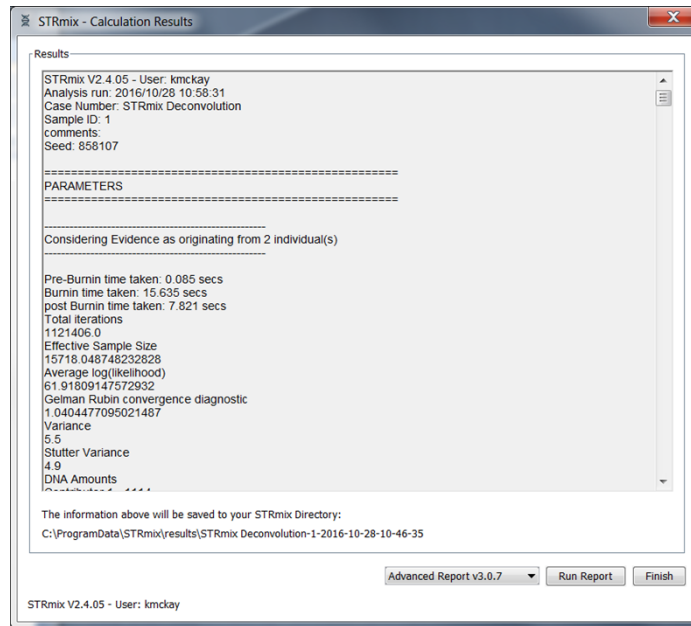 STRmix - Calculation Results
Results
STRmix V2.4.05 - User: kmckay
Analysis run: 2016/10/28 10:58:31
Case Number: STRmix Deconvolution
Sample ID: 1
comments:
Seed: 858107
=====================================================
PARAMETERS
=====================================================
-------------------------------------------------------
Considering Evidence as originating from 2 individual(s)
-------------------------------------------------------
Pre-Burnin time taken: 0.085 secs
Burnin time taken: 15.635 secs
post Burnin time taken: 7.821 secs
Total iterations
1121406.0
Effective Sample Size
15718.048748232828
Average log(likelihood)
61.91809147572932
Gelman Rubin convergence diagnostic
1.0404477095021487
Variance
5.5
Stutter Variance
4.9
DNA Amounts
The information above will be saved to your STRmix Directory:
C:\ProgramData\STRmix\results\STRmix Deconvolution-1-2016-10-28-10-46-35
Advanced Report v3.0.7 Run Report Finish
STRmix V2.4.05 - User: kmckay